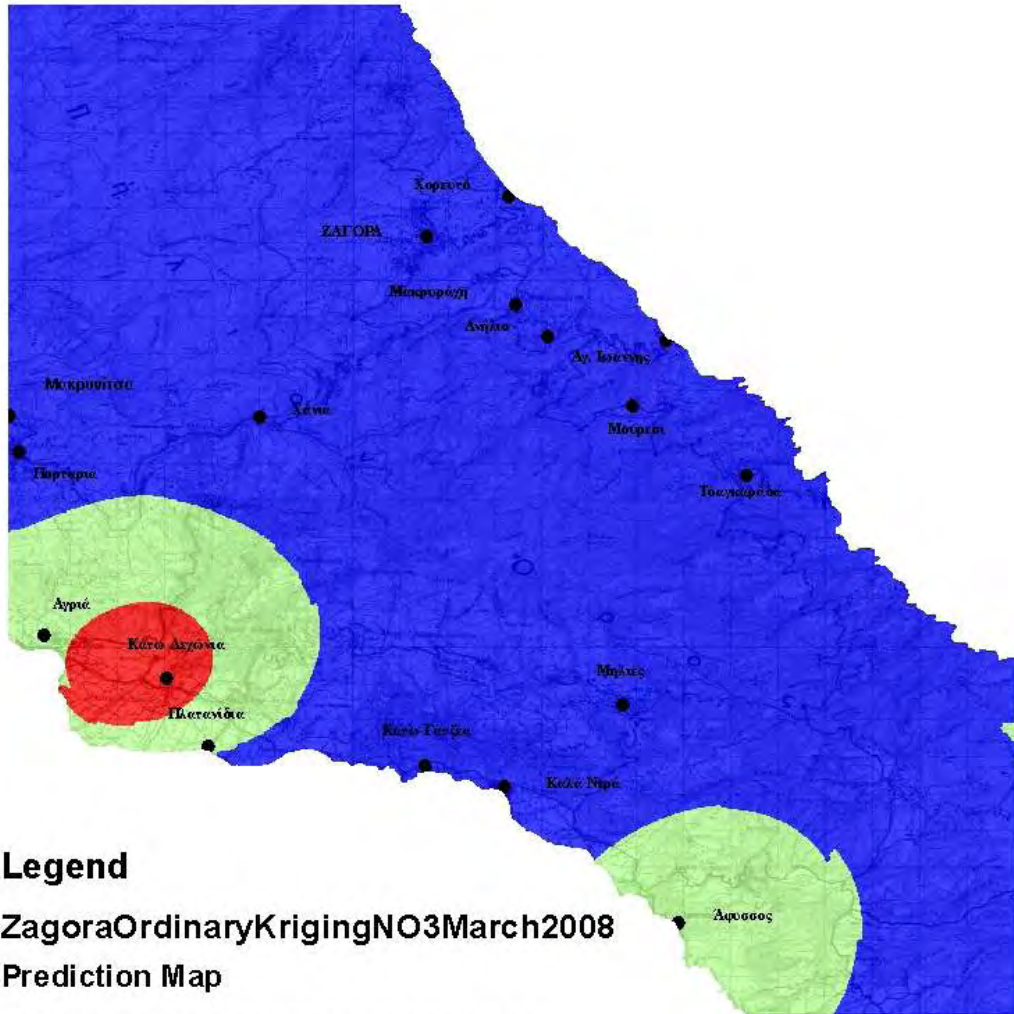 Χορευτό
ΖΑΓΟΡΑ
Μακρυράχη
Ανήλιο
Αγ. Ιωάννης
Μακρυνίτσα
Χάνια
Μούρεσι
Πορταριά
Τσαγκαράδα
Αγριά
Κάτω Λεχώνια
Μηλιές
Πλατανίδια
Κάτω Γατζέα
Καλά Νερά
Άφυσσος
Legend
ZagoraOrdinaryKrigingNO3March2008
Prediction Map